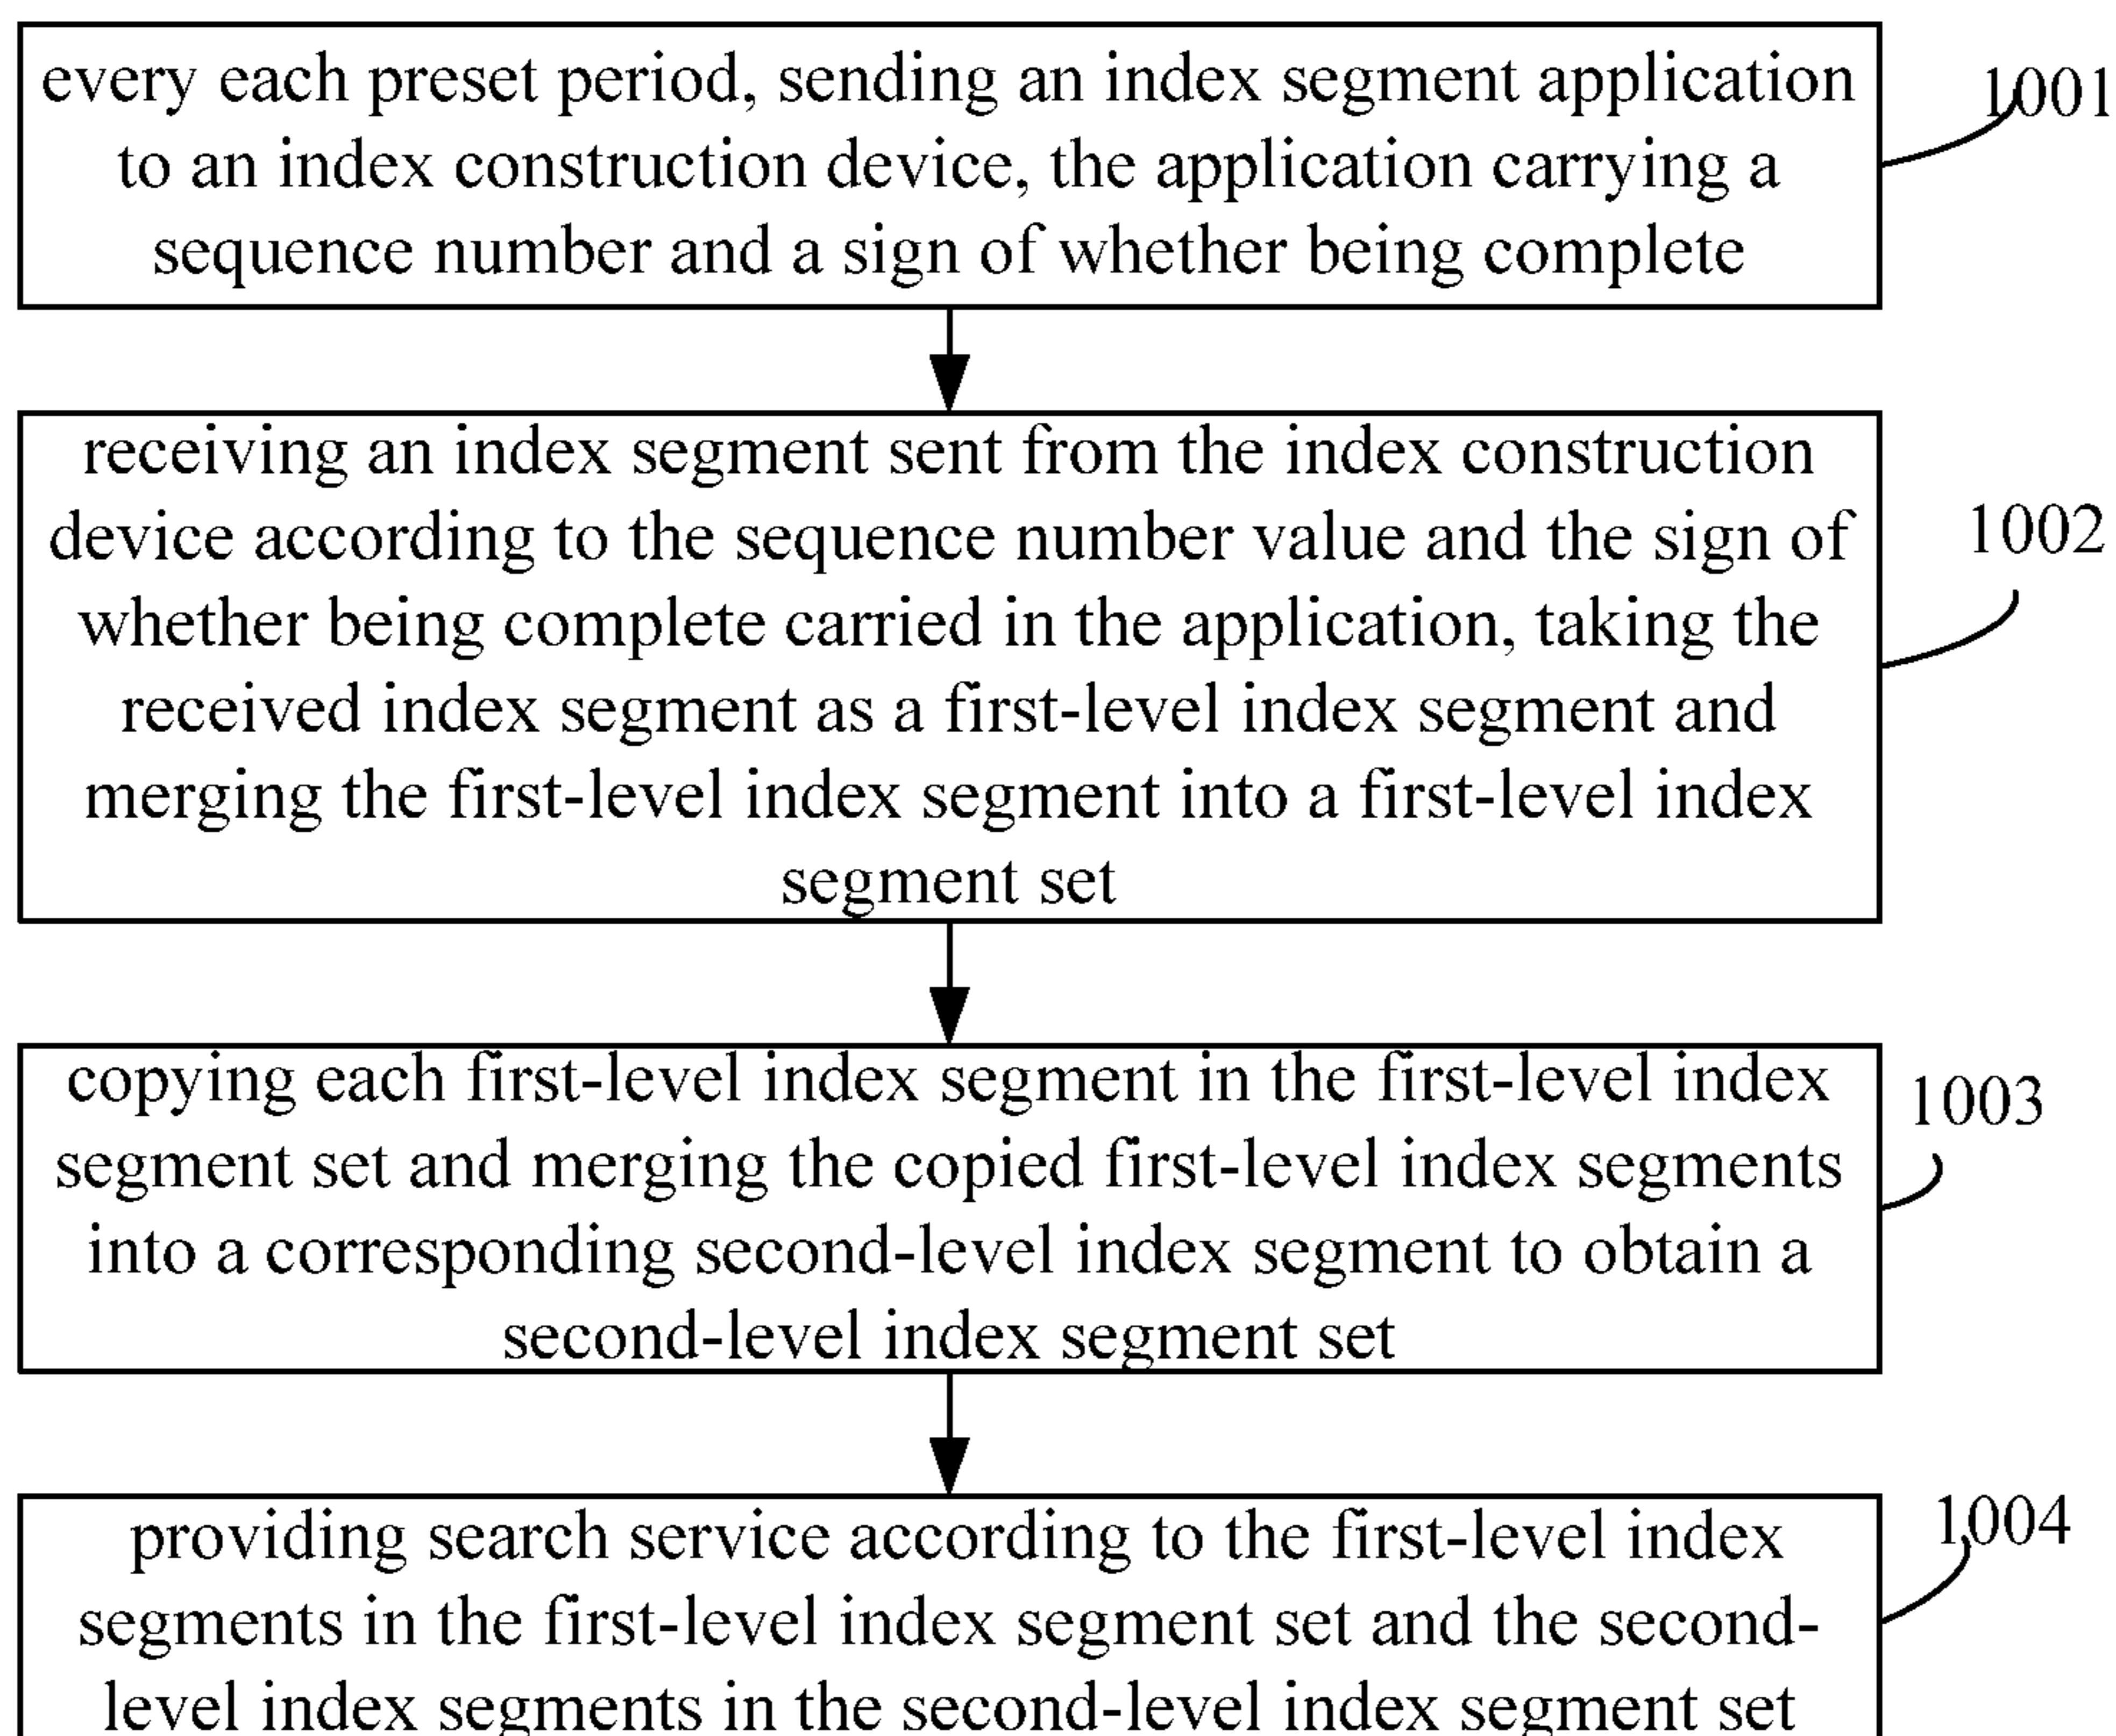 every each preset period, sending an index segment application
to an index construction device, the application carrying a
sequence number and a sign of whether being complete
1001
receiving an index segment sent from the index construction
device according to the sequence number value and the sign of
whether being complete carried in the application, taking the
received index segment as a first-level index segment and
merging the first-level index segment into a first-level index
segment set
1002
copying each first-level index segment in the first-level index
segment set and merging the copied first-level index segments
into a corresponding second-level index segment to obtain a
second-level index segment set
1003
providing search service according to the first-level index
segments in the first-level index segment set and the second-
level index segments in the second-level index segment set
1004